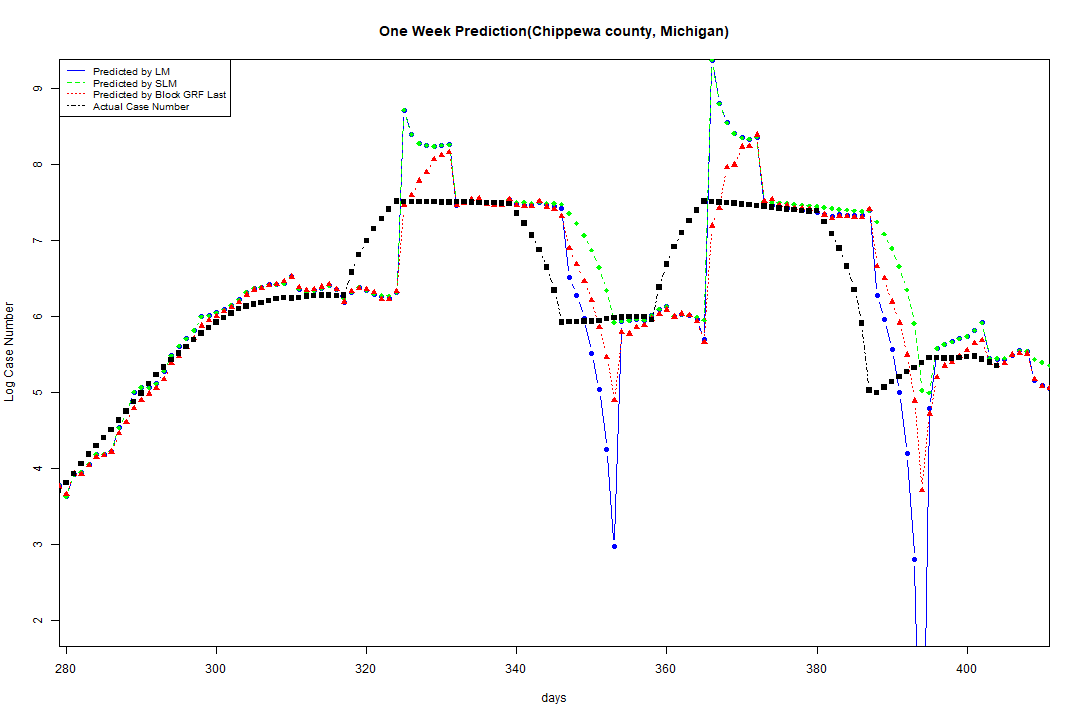 One Week Prediction(Chippewa county, Michigan)
Predicted by LM
Predicted by SLM
Predicted by Block GRF Last
Actual Case Number
9
8
7
6
5
4
3
2
Log Case Number
280 300 320 340 360 380 400
days